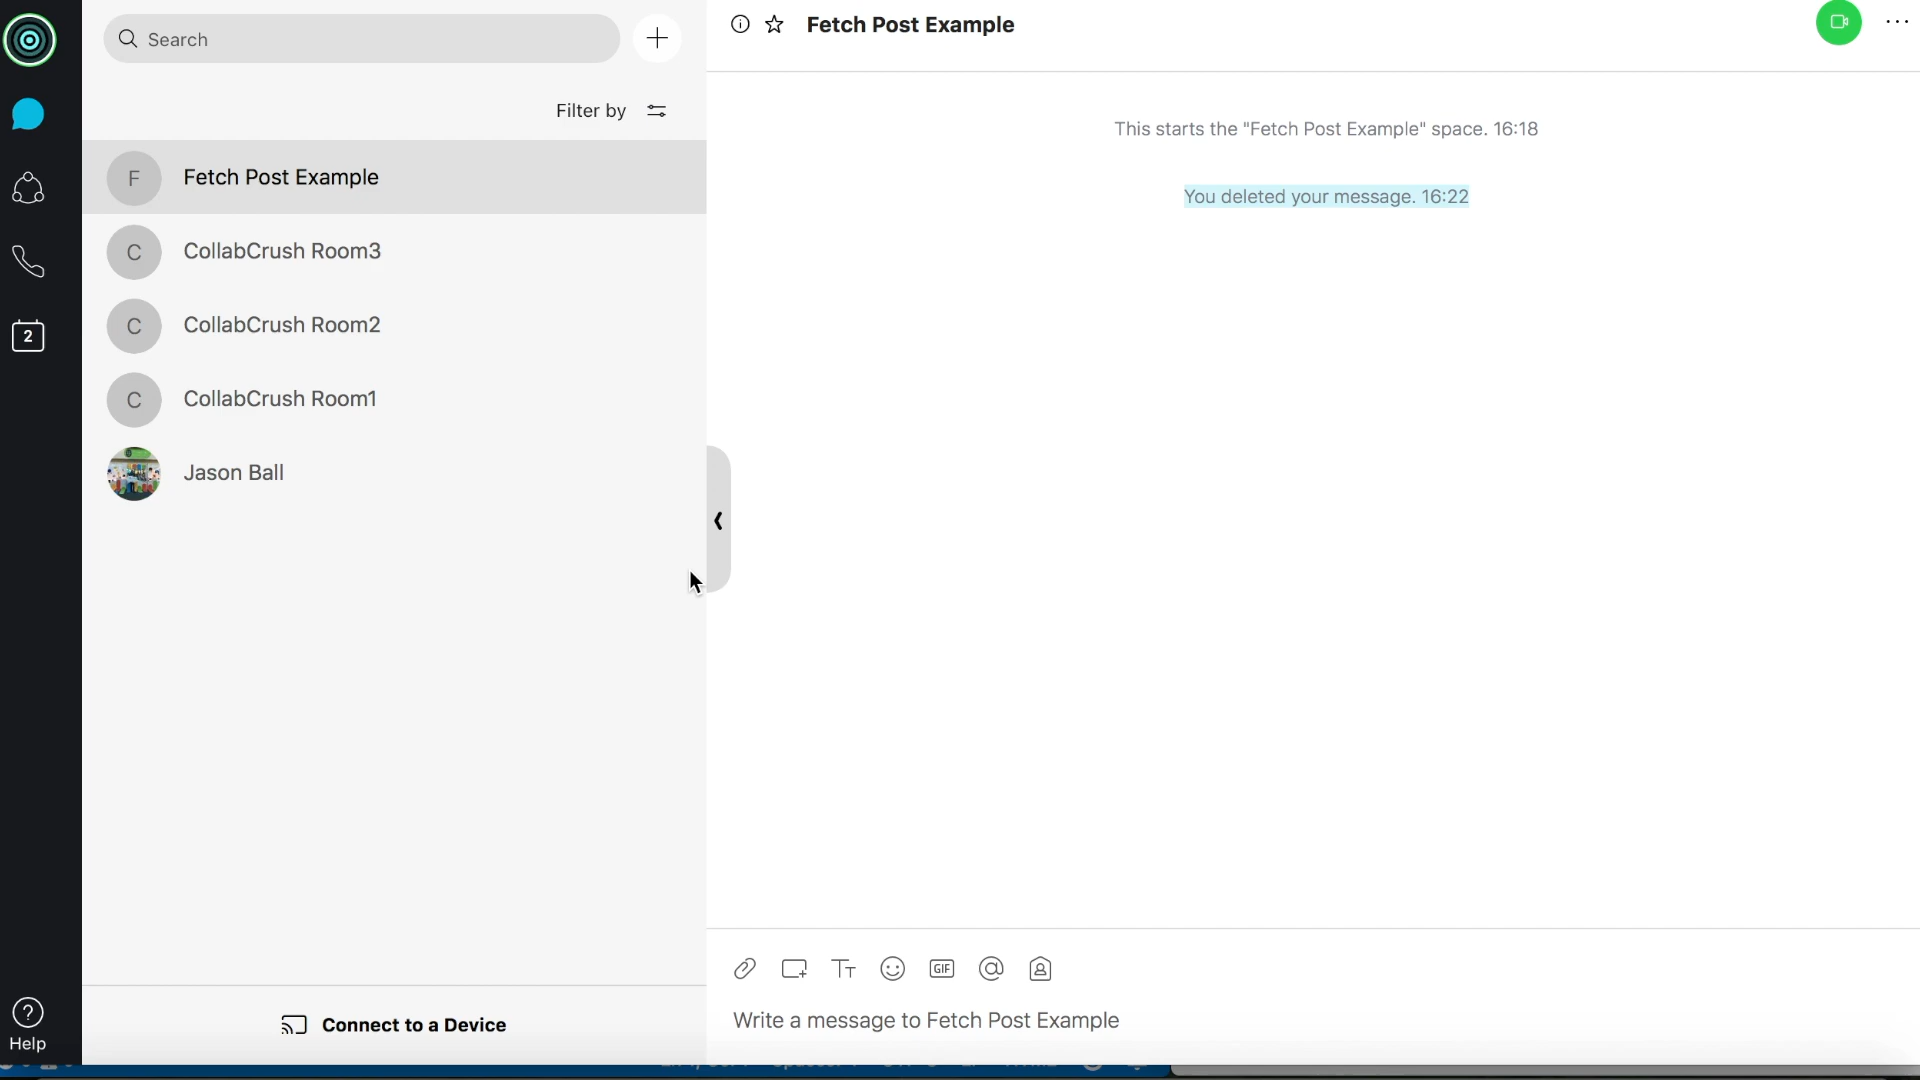 Search
Filter by
F
Fetch Post Example
C
CollabCrush Room3
C
CollabCrush Room2
C
CollabCrush Room1
Jason Ball
Connect to a Device
2
?
Help
Fetch Post Example
This starts the "Fetch Post Example" space. 16:18
You deleted your message. 16:22
GIF
Write a message to Fetch Post Example